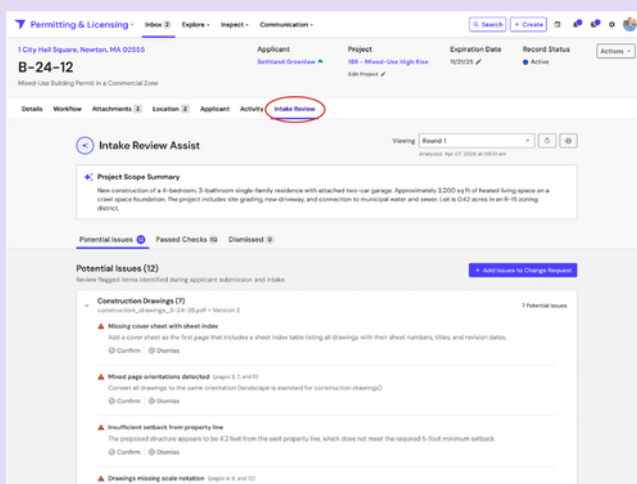 Permitting & Licensing
Inbox 2
Explore
Inspect
Communication
Search
+ Create
1 City Hall Square, Newton, MA 02555
B-24-12
Mixed-Use Building Permit in a Commercial Zone
Applicant
Sethland Greenlaw
Project
189 - Mixed-Use High Rise
Edit Project
Expiration Date
11/21/25
Record Status
Active
Actions
Details
Workflow
Attachments 2
Location 2
Applicant
Activity
Intake Review
Intake Review Assist
Viewing
Round 1
Analyzed Apr 07, 2026 at 09:51 am
Project Scope Summary
New construction of a 4-bedroom, 3-bathroom single-family residence with attached two-car garage. Approximately 3,200 sq ft of heated living space on a
crawl space foundation. The project includes site grading, new driveway, and connection to municipal water and sewer. Lot is 0.42 acres in an R-15 zoning
district.
Potential Issues 12
Passed Checks
Dismissed 0
Potential Issues (12)
Review flagged items identified during applicant submission and intake.
+ Add Issues to Change Request
Construction Drawings (7)
construction_drawings_3-24-26.pdf • Version 2
7 Potential Issues
Missing cover sheet with sheet index
Add a cover sheet as the first page that includes a sheet index table listing all drawings with their sheet numbers, titles, and revision dates.
Confirm
Dismiss
Mixed page orientations detected (pages 3, 7, and 11)
Convert all drawings to the same orientation (landscape is standard for construction drawings).
Confirm
Dismiss
Insufficient setback from property line
The proposed structure appears to be 4.2 feet from the east property line, which does not meet the required 5-foot minimum setback.
Confirm
Dismiss
Drawings missing scale notation (pages 4, 8, and 12)